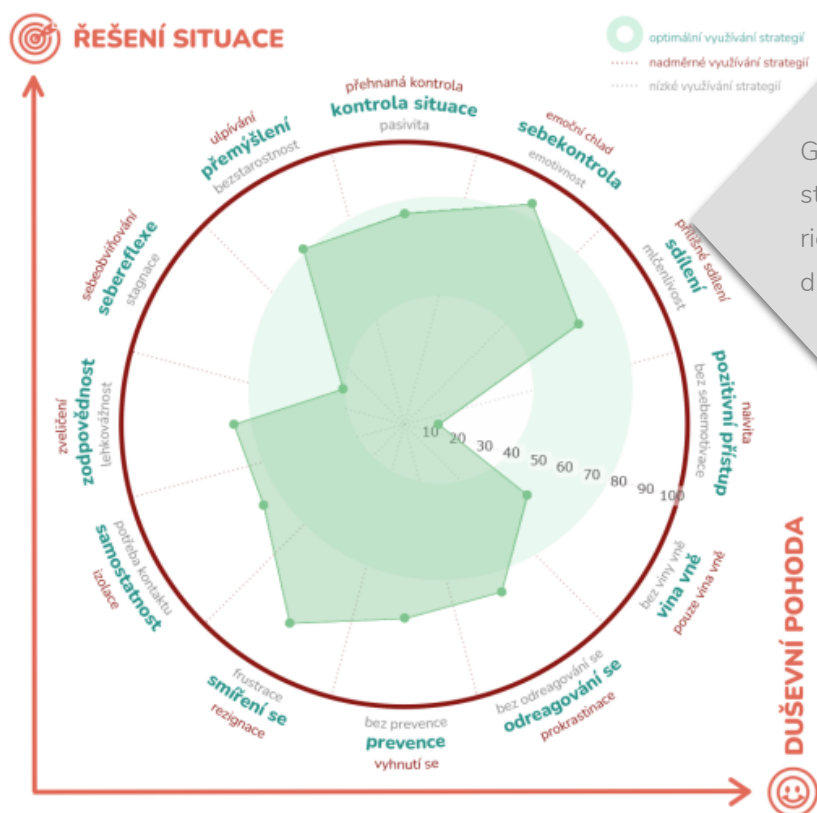 ŘEŠENÍ SITUACE
optimální využívání strategií
nadměrné využívání strategií
nízké využívání strategií
přehnaná kontrola
kontrola situace
pasivita
emoční chlad
sebekontrola
emotivnost
přílišné sdílení
sdílení
mlčenlivost
naivita
pozitivní přístup
bez sebemotivace
bez viny vně
vina vně
pouze vina vně
bez odreagování se
odreagování se
prokrastinace
bez prevence
prevence
vyhnutí se
frustrace
smíření se
rezignace
potřeba kontaktu
samostatnost
izolace
zveličení
zodpovědnost
lehkovážnost
sebeobviňování
sebereflexe
stagnace
ulpívání
přemýšlení
bezstarostnost
10 20 30 40 50 60 70 80 90 100
DUŠEVNÍ POHODA